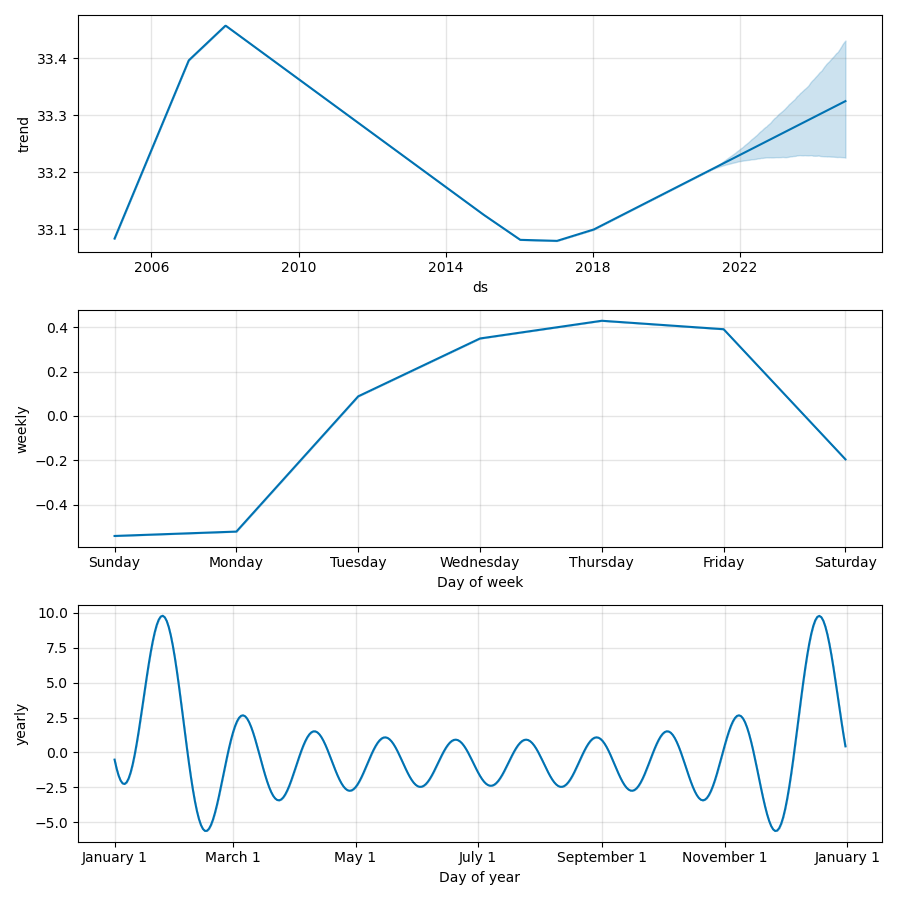 33.4
33.3
33.2
33.1
trend
2006 2010 2014 2018 2022
ds
0.4
0.2
0.0
−0.2
−0.4
weekly
Sunday Monday Tuesday Wednesday Thursday Friday Saturday
Day of week
10.0
7.5
5.0
2.5
0.0
−2.5
−5.0
yearly
January 1 March 1 May 1 July 1 September 1 November 1 January 1
Day of year